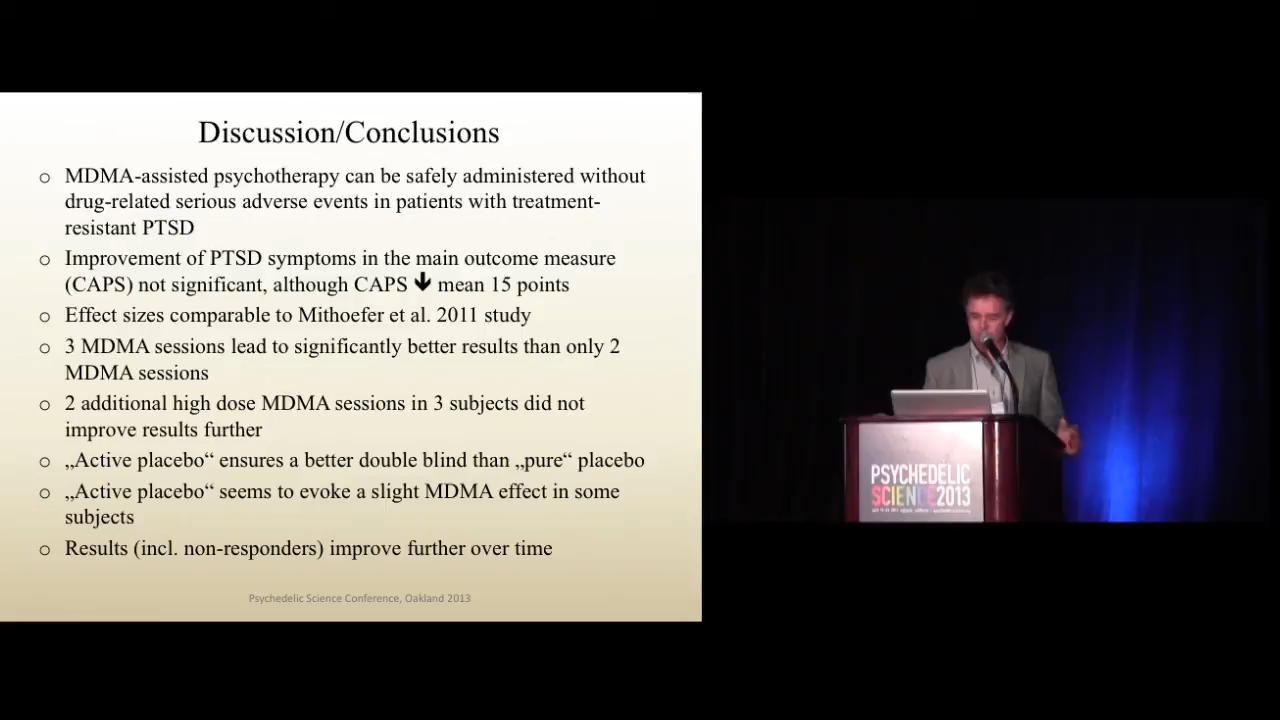 Discussion/Conclusions
o MDMA-assisted psychotherapy can be safely administered without
drug-related serious adverse events in patients with treatment-
resistant PTSD
o Improvement of PTSD symptoms in the main outcome measure
(CAPS) not significant, although CAPS 🡇 mean 15 points
o Effect sizes comparable to Mithoefer et al. 2011 study
o 3 MDMA sessions lead to significantly better results than only 2
MDMA sessions
o 2 additional high dose MDMA sessions in 3 subjects did not
improve results further
o „Active placebo“ ensures a better double blind than „pure“ placebo
o „Active placebo“ seems to evoke a slight MDMA effect in some
subjects
o Results (incl. non-responders) improve further over time
Psychedelic Science Conference, Oakland 2013
PSYCHEDELIC
SCIENCE2013